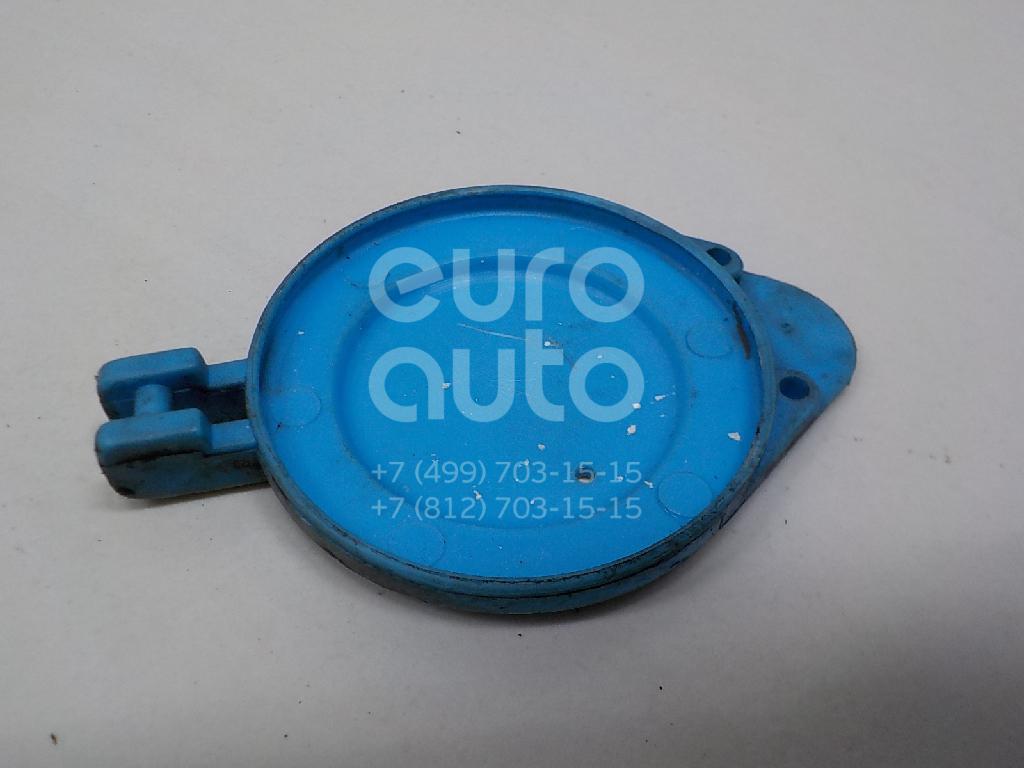 euro
auto
+7 (499) 703-15-15
+7 (812) 703-15-15